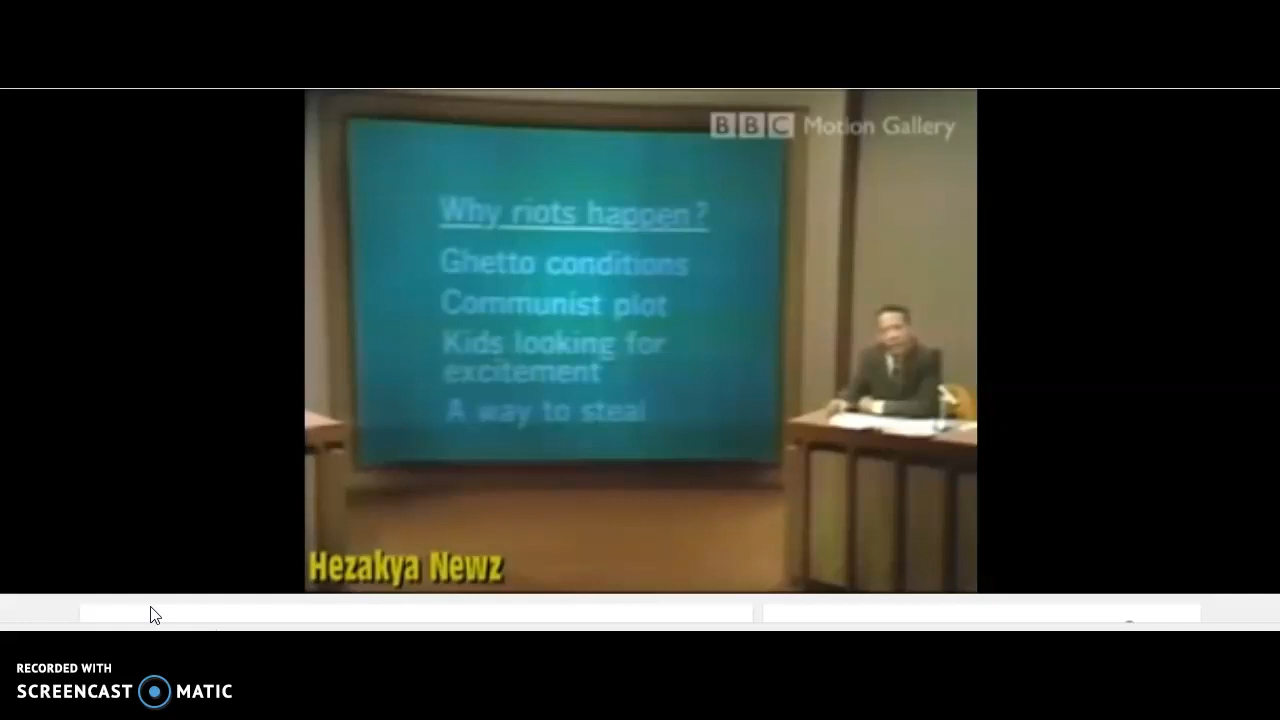 BBC Motion Gallery
Why riots happen?
Ghetto conditions
Communist plot
Kids looking for
excitement
A way to steal
Hezakya Newz
RECORDED WITH
SCREENCAST MATIC